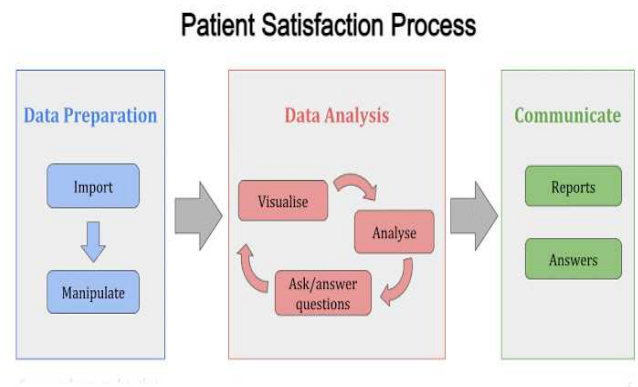 Patient Satisfaction Process
Data Preparation
Import
Manipulate
Data Analysis
Visualise
Analyse
Ask/answer
questions
Communicate
Reports
Answers